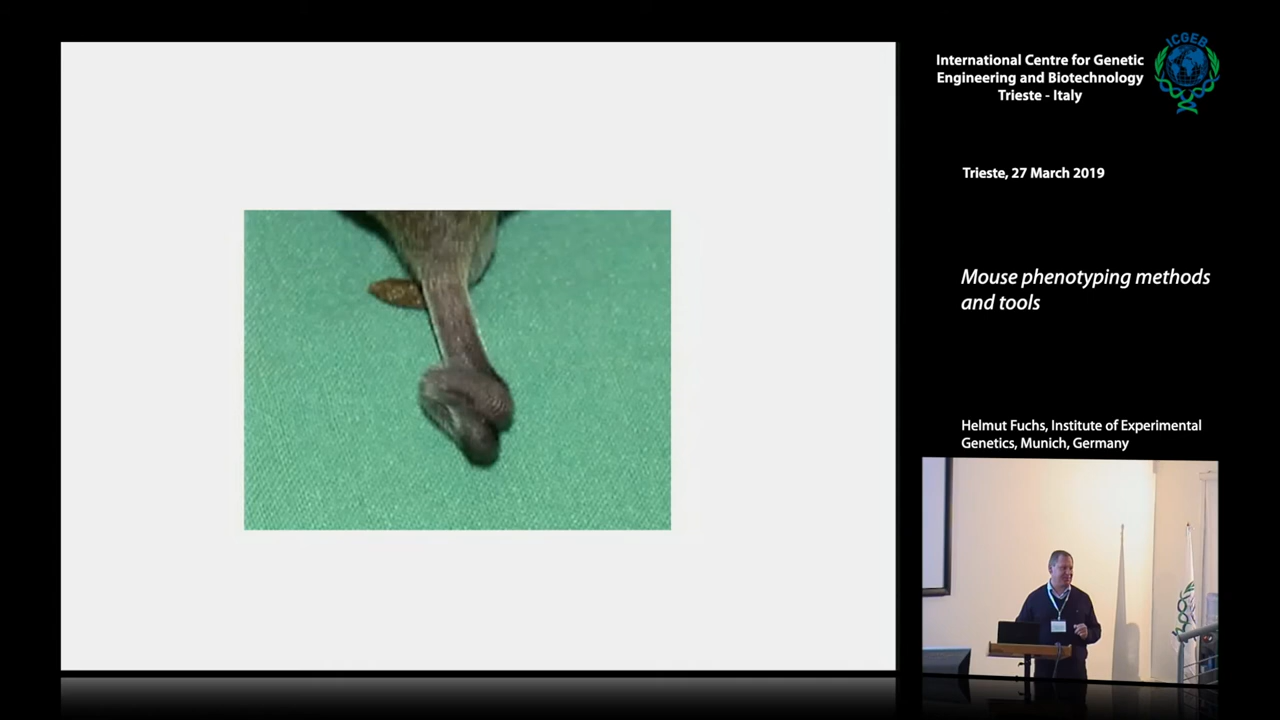 ICGEB
International Centre for Genetic
Engineering and Biotechnology
Trieste - Italy
Trieste, 27 March 2019
Mouse phenotyping methods
and tools
Helmut Fuchs, Institute of Experimental
Genetics, Munich, Germany